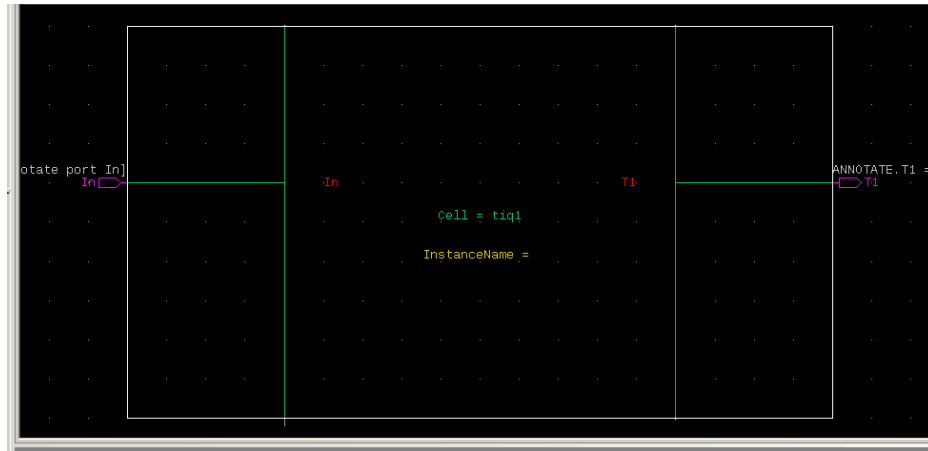 otate port In]
In
In
T1
ANNOTATE.T1 =
T1
Cell = tiq1
InstanceName =